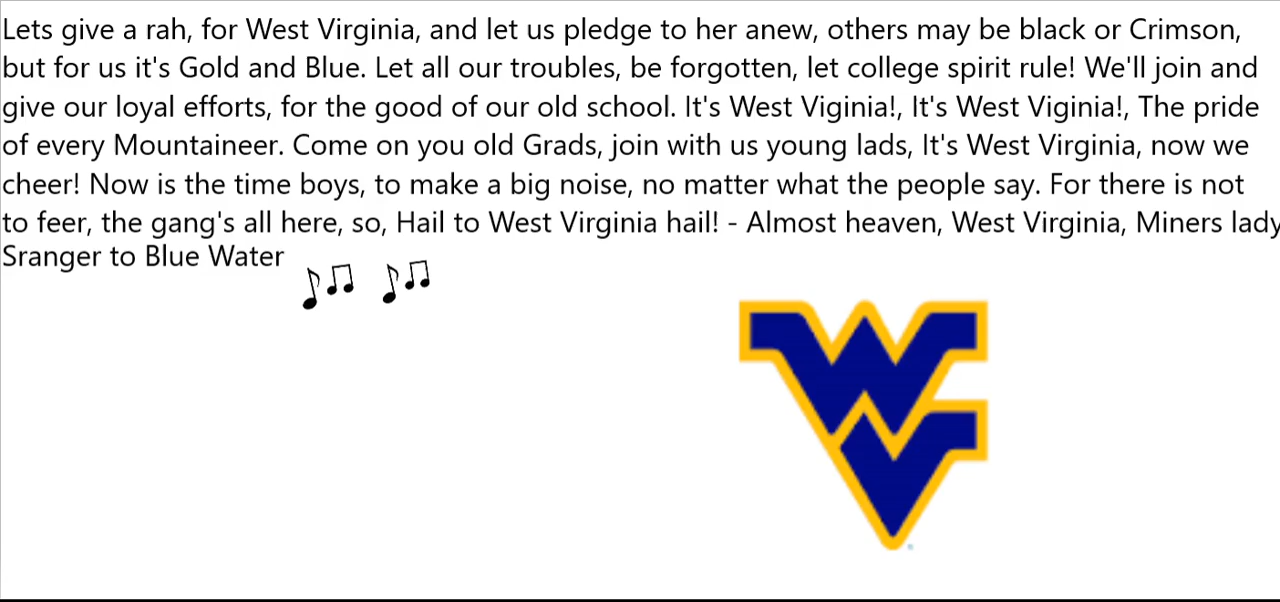 Lets give a rah, for West Virginia, and let us pledge to her anew, others may be black or Crimson,
but for us it's Gold and Blue. Let all our troubles, be forgotten, let college spirit rule! We'll join and
give our loyal efforts, for the good of our old school. It's West Viginia!, It's West Viginia!, The pride
of every Mountaineer. Come on you old Grads, join with us young lads, It's West Virginia, now we
cheer! Now is the time boys, to make a big noise, no matter what the people say. For there is not
to feer, the gang's all here, so, Hail to West Virginia hail! - Almost heaven, West Virginia, Miners lady
Sranger to Blue Water
WV